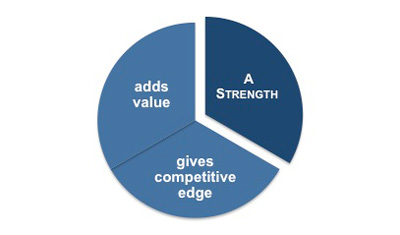 A
STRENGTH
adds
value
gives
competitive
edge